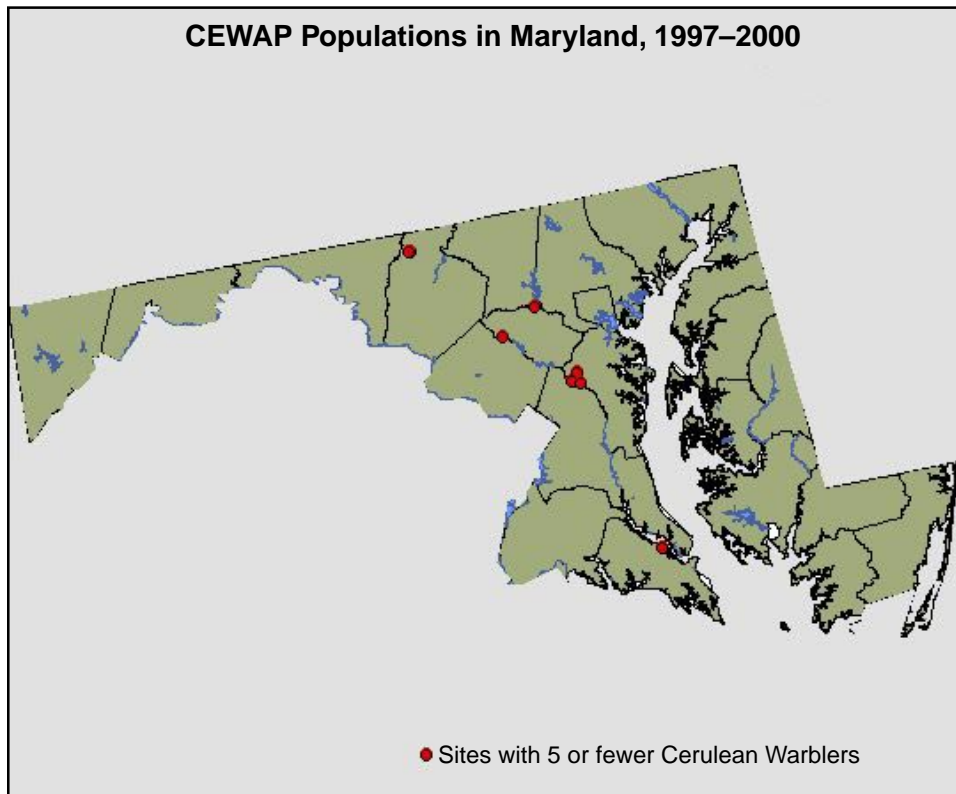 CEWAP Populations in Maryland, 1997–2000
Sites with 5 or fewer Cerulean Warblers